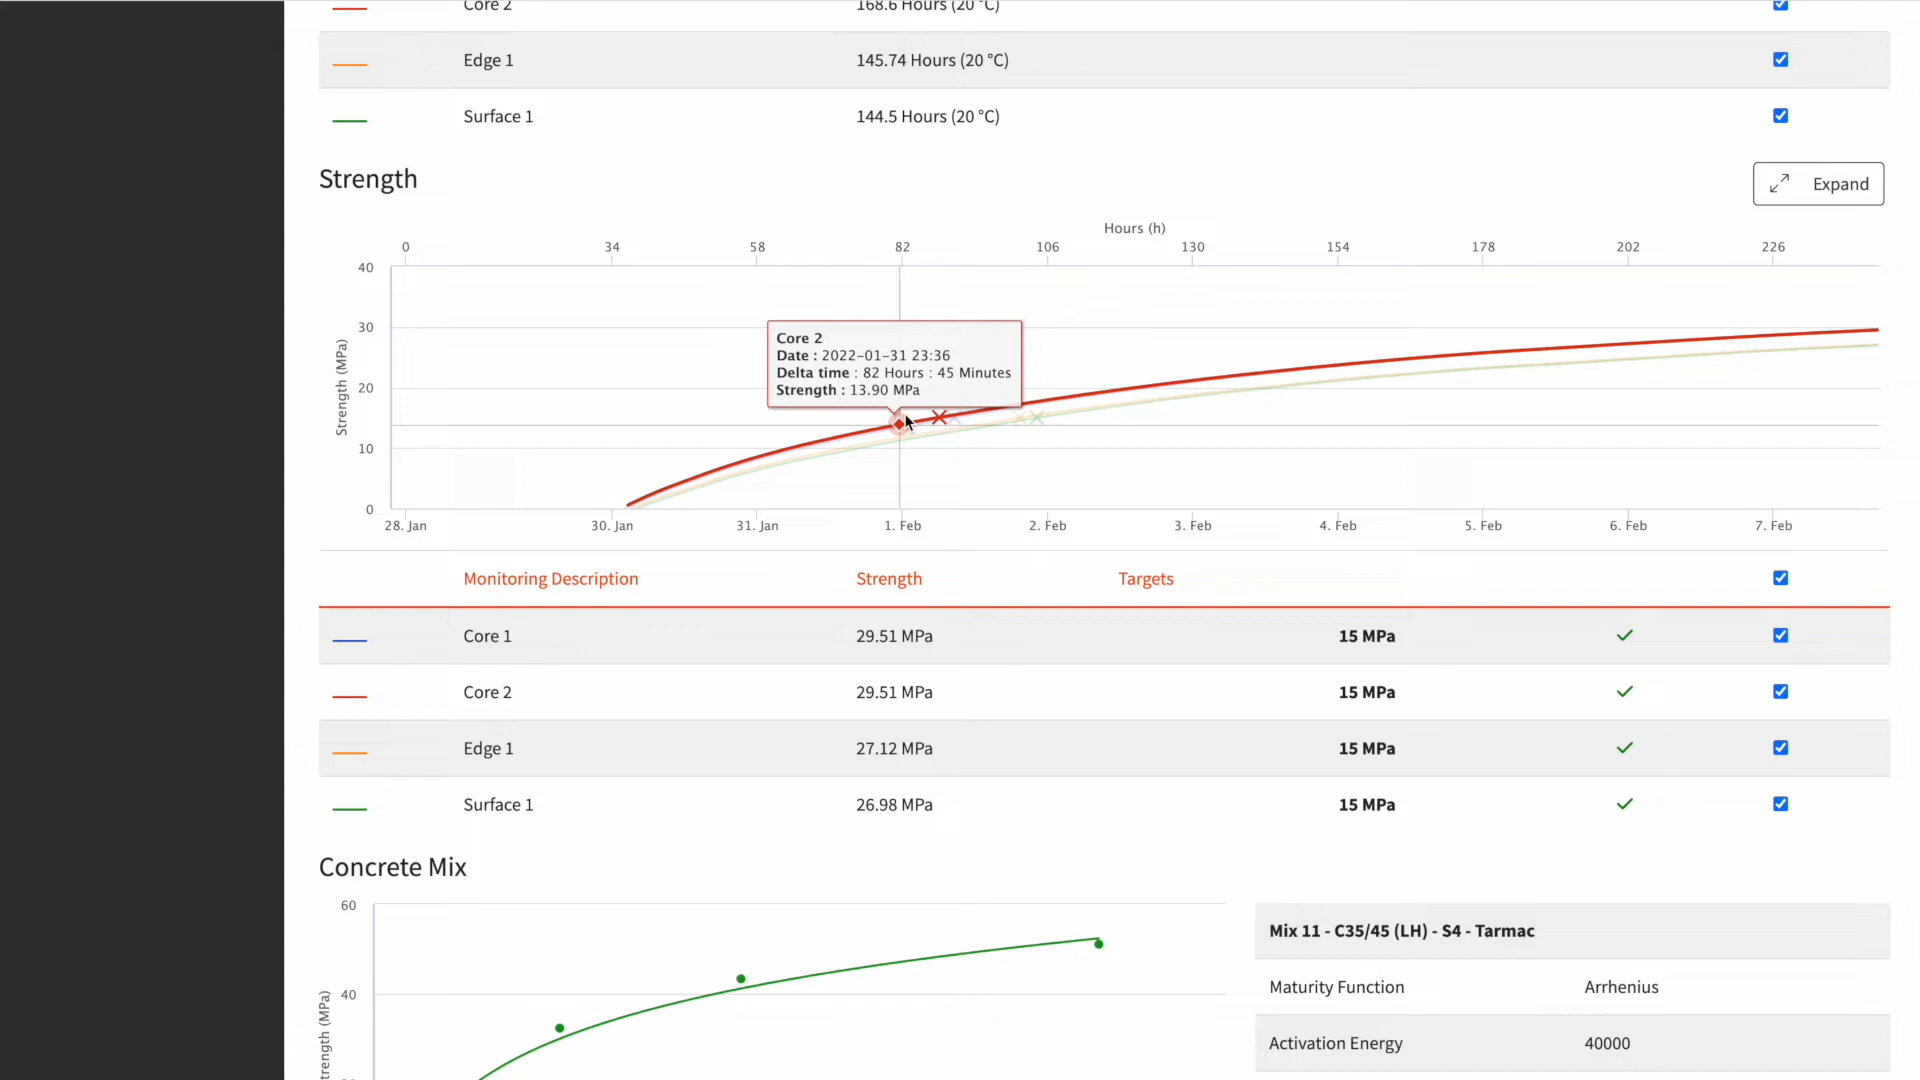 Core 2 168.6 Hours (20 °C)
Edge 1 145.74 Hours (20 °C)
Surface 1 144.5 Hours (20 °C)
Strength
Expand
Hours (h)
0 34 58 82 106 130 154 178 202 226
40
30
20
10
0
Strength (MPa)
Core 2
Date : 2022-01-31 23:36
Delta time : 82 Hours : 45 Minutes
Strength : 13.90 MPa
28. Jan 30. Jan 31. Jan 1. Feb 2. Feb 3. Feb 4. Feb 5. Feb 6. Feb 7. Feb
Monitoring Description Strength Targets
Core 1 29.51 MPa 15 MPa
Core 2 29.51 MPa 15 MPa
Edge 1 27.12 MPa 15 MPa
Surface 1 26.98 MPa 15 MPa
Concrete Mix
60
40
trength (MPa)
Mix 11 - C35/45 (LH) - S4 - Tarmac
Maturity Function Arrhenius
Activation Energy 40000